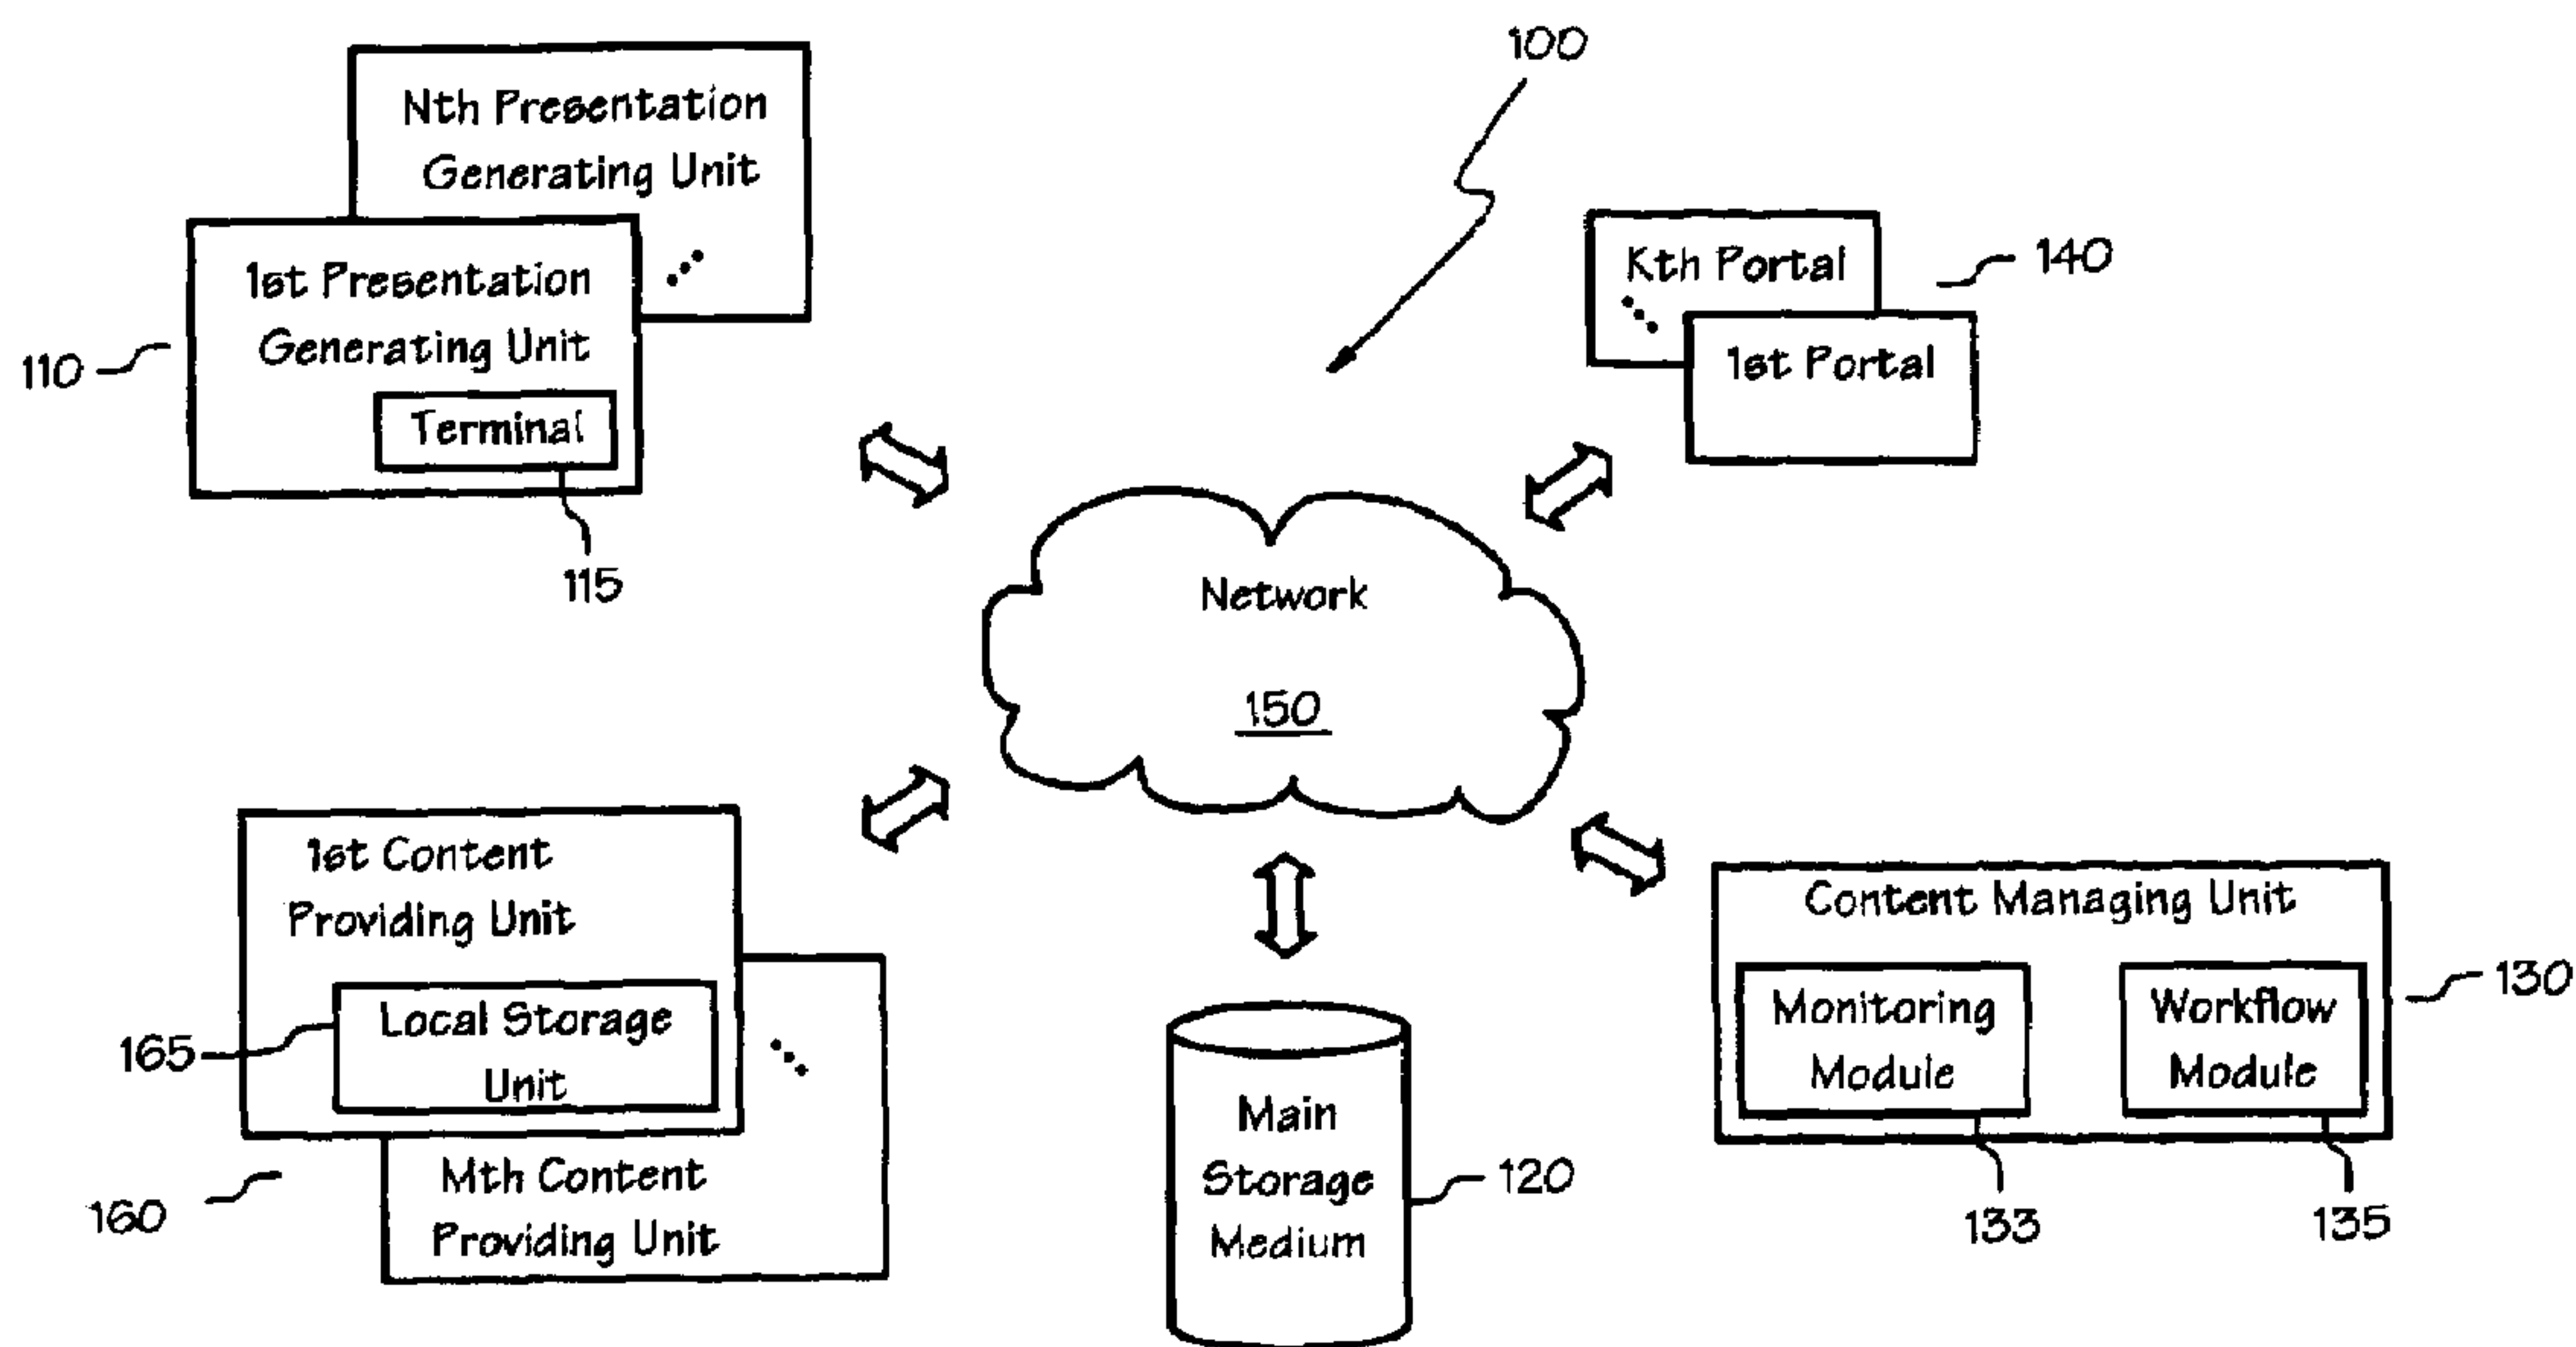 100
Nth Presentation
Generating Unit
1st Presentation
Generating Unit
Terminal
110
115
Kth Portal
1st Portal
140
Network
150
1st Content
Providing Unit
Local Storage
Unit
165
Mth Content
Providing Unit
160
Main
Storage
Medium
120
Content Managing Unit
Monitoring
Module
Workflow
Module
130
133
135